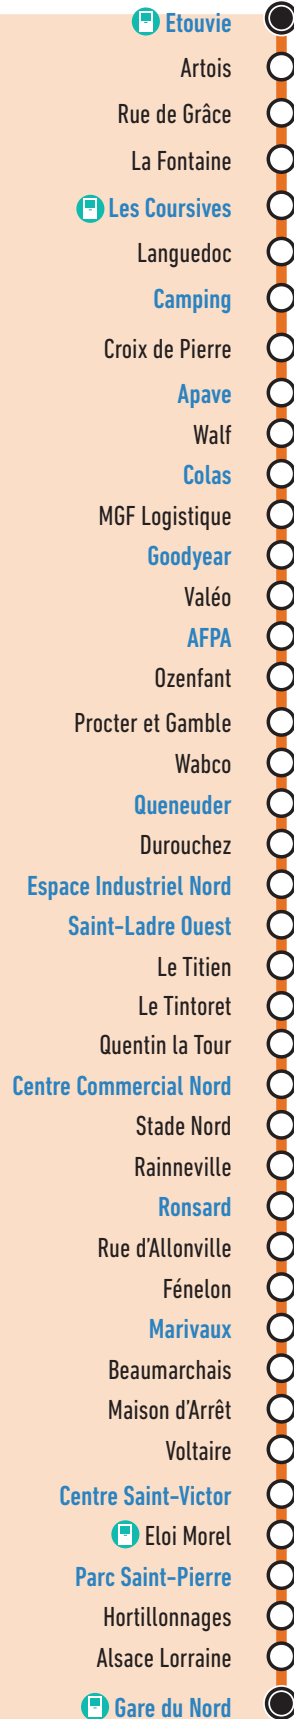 Etouvie
Artois
Rue de Grâce
La Fontaine
Les Coursives
Languedoc
Camping
Croix de Pierre
Apave
Walf
Colas
MGF Logistique
Goodyear
Valéo
AFPA
Ozenfant
Procter et Gamble
Wabco
Queneuder
Durouchez
Espace Industriel Nord
Saint-Ladre Ouest
Le Titien
Le Tintoret
Quentin la Tour
Centre Commercial Nord
Stade Nord
Rainneville
Ronsard
Rue d'Allonville
Fénelon
Marivaux
Beaumarchais
Maison d'Arrêt
Voltaire
Centre Saint-Victor
Eloi Morel
Parc Saint-Pierre
Hortillonnages
Alsace Lorraine
Gare du Nord